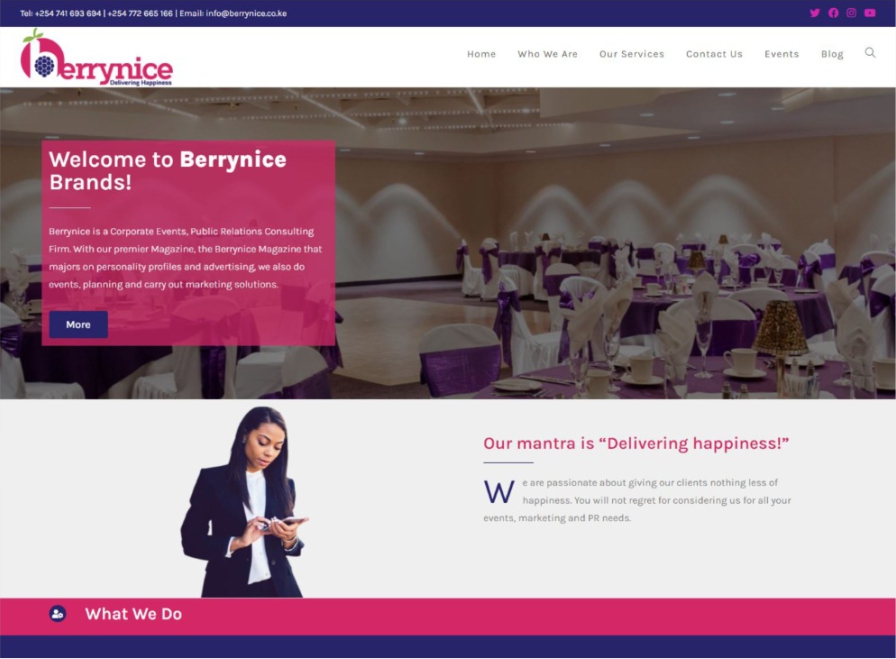 Tel: +254 741 693 694 | +254 772 665 166 | Email: info@berrynice.co.ke
berrynice
Delivering Happiness
Home Who We Are Our Services Contact Us Events Blog
Welcome to Berrynice
Brands!
Berrynice is a Corporate Events, Public Relations Consulting
Firm. With our premier Magazine, the Berrynice Magazine that
majors on personality profiles and advertising, we also do
events, planning and carry out marketing solutions.
More
Our mantra is “Delivering happiness!”
We are passionate about giving our clients nothing less of
happiness. You will not regret for considering us for all your
events, marketing and PR needs.
What We Do